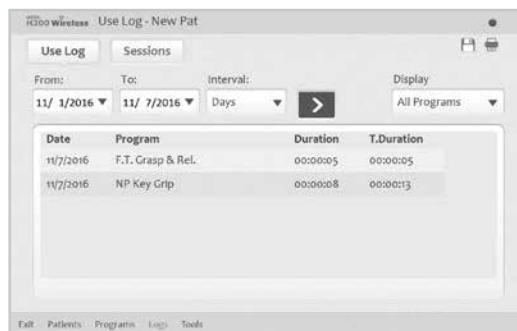 H200 Wireless Use Log - New Pat
Use Log Sessions
From: To: Interval: Display
11/ 1/2016 11/ 7/2016 Days All Programs
Date Program Duration T.Duration
11/7/2016 F.T. Grasp & Rel. 00:00:05 00:00:05
11/7/2016 NP Key Grip 00:00:08 00:00:13
Exit Patients Programs Logs Tools